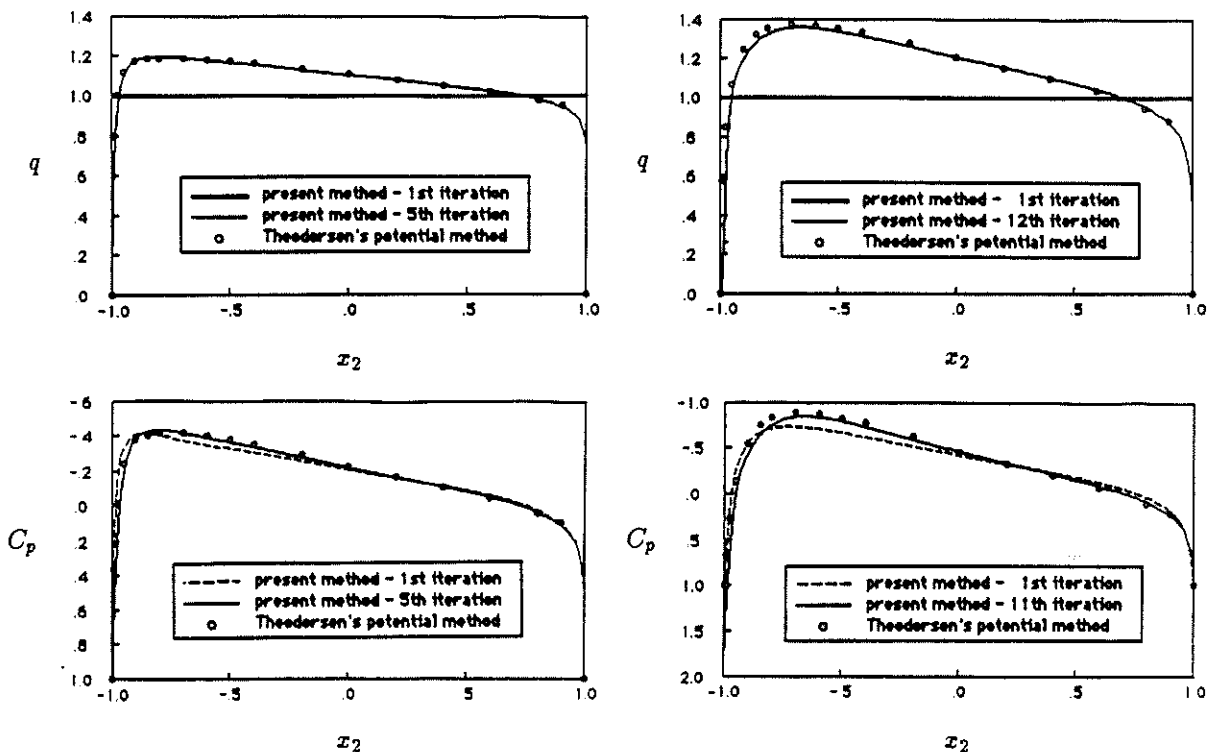 1.4
1.2
1.0
.8
.6
.4
.2
.0
q
-1.0
-.5
.0
.5
1.0
x₂
present method - 1st iteration
present method - 5th iteration
Theodorsen's potential method
1.4
1.2
1.0
.8
.6
.4
.2
.0
q
-1.0
-.5
.0
.5
1.0
x₂
present method - 1st iteration
present method - 12th iteration
Theodorsen's potential method
-.6
-.4
-.2
.0
.2
.4
.6
.8
1.0
Cₚ
-1.0
-.5
.0
.5
1.0
x₂
present method - 1st iteration
present method - 5th iteration
Theodorsen's potential method
-1.0
-.5
.0
.5
1.0
1.5
2.0
Cₚ
-1.0
-.5
.0
.5
1.0
x₂
present method - 1st iteration
present method - 11th iteration
Theodorsen's potential method